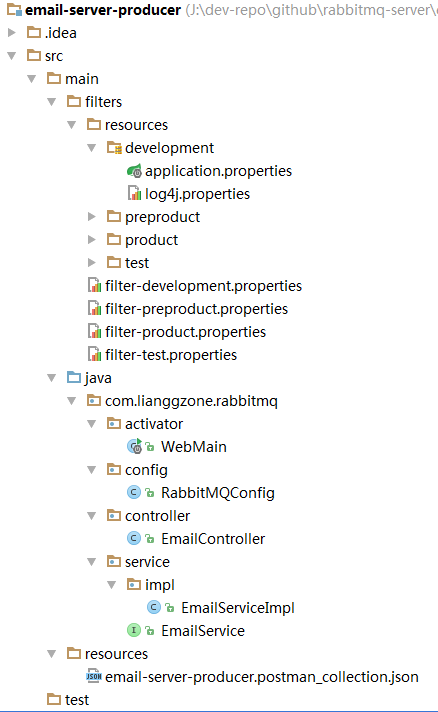 email-server-producer (J:\dev-repo\github\rabbitmq-server\
.idea
src
main
filters
resources
development
application.properties
log4j.properties
preproduct
product
test
filter-development.properties
filter-preproduct.properties
filter-product.properties
filter-test.properties
java
com.lianggzone.rabbitmq
activator
WebMain
config
RabbitMQConfig
controller
EmailController
service
impl
EmailServiceImpl
EmailService
resources
email-server-producer.postman_collection.json
test